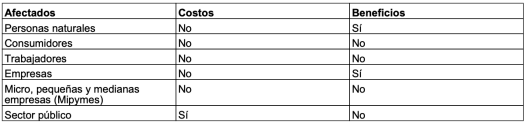 Afectados Costos Beneficios
Personas naturales No Sí
Consumidores No No
Trabajadores No No
Empresas No Sí
Micro, pequeñas y medianas No No
empresas (Mipymes)
Sector público Sí No